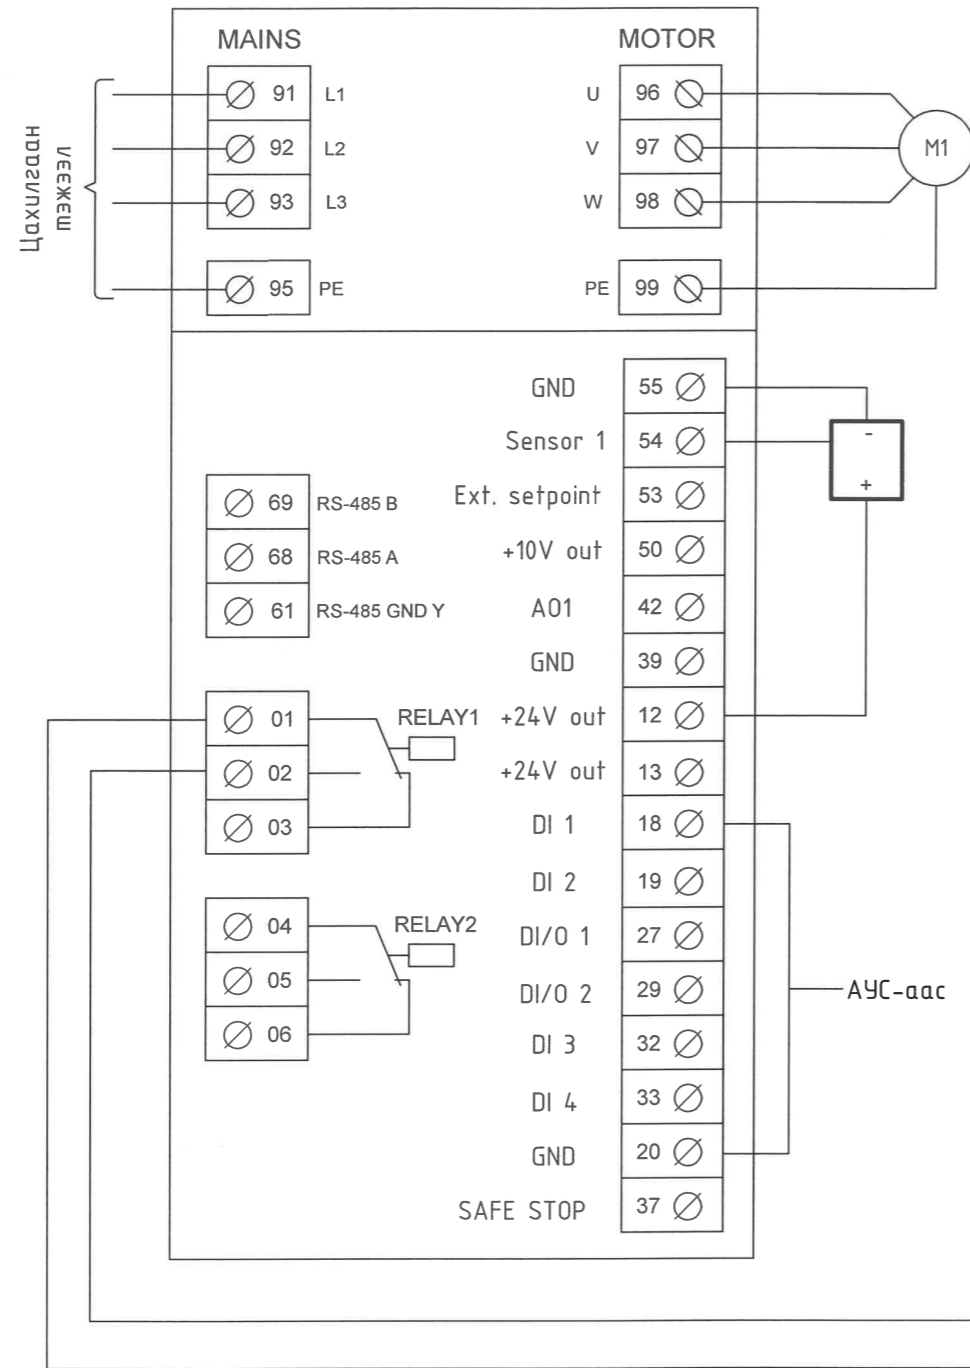 MAINS
MOTOR
91 L1
92 L2
93 L3
95 PE
U 96
V 97
W 98
PE 99
M1
Цахилгаан
тэжээл
GND 55
Sensor 1 54
Ext. setpoint 53
+10V out 50
AO1 42
GND 39
+24V out 12
+24V out 13
DI 1 18
DI 2 19
DI/O 1 27
DI/O 2 29
DI 3 32
DI 4 33
GND 20
SAFE STOP 37
-
+
69 RS-485 B
68 RS-485 A
61 RS-485 GND Y
01
02
03
RELAY1
04
05
06
RELAY2
АУС-аас